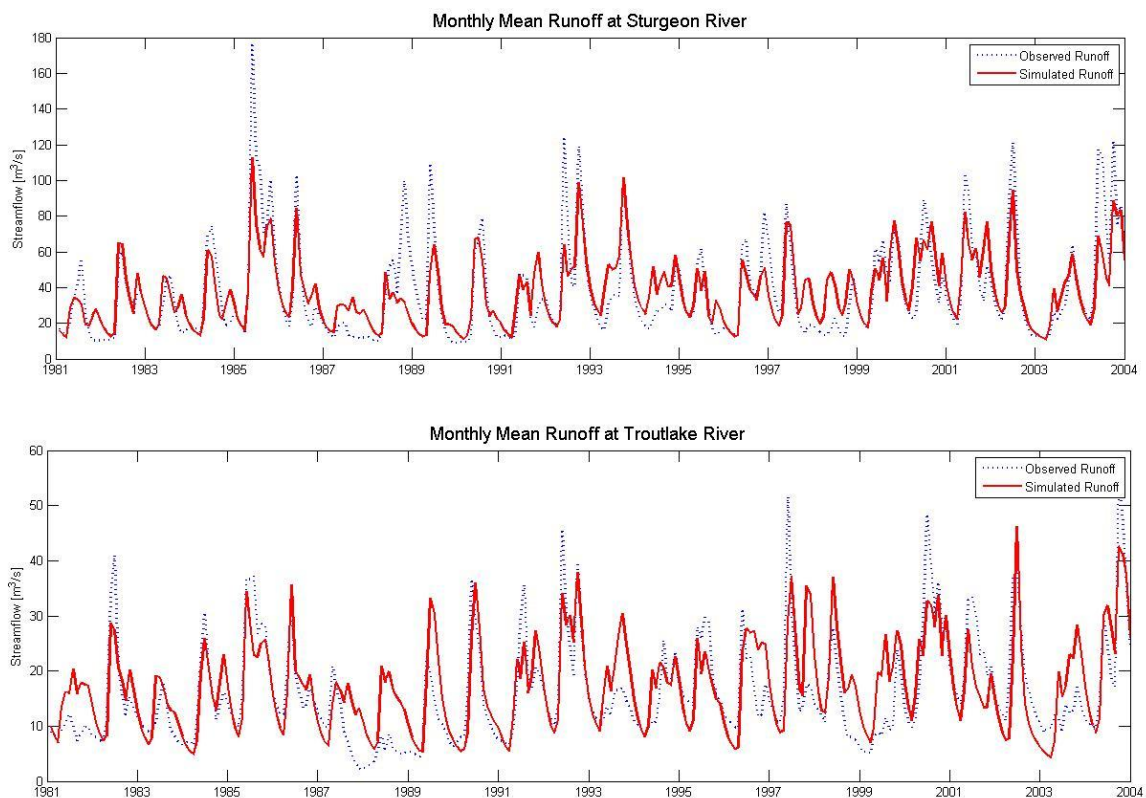 Monthly Mean Runoff at Sturgeon River
180
160
140
120
100
80
60
40
20
0
Streamflow [m³/s]
Observed Runoff
Simulated Runoff
1981 1983 1985 1987 1989 1991 1993 1995 1997 1999 2001 2003 2004
Monthly Mean Runoff at Troutlake River
60
50
40
30
20
10
0
Streamflow [m³/s]
Observed Runoff
Simulated Runoff
1981 1983 1985 1987 1989 1991 1993 1995 1997 1999 2001 2003 2004